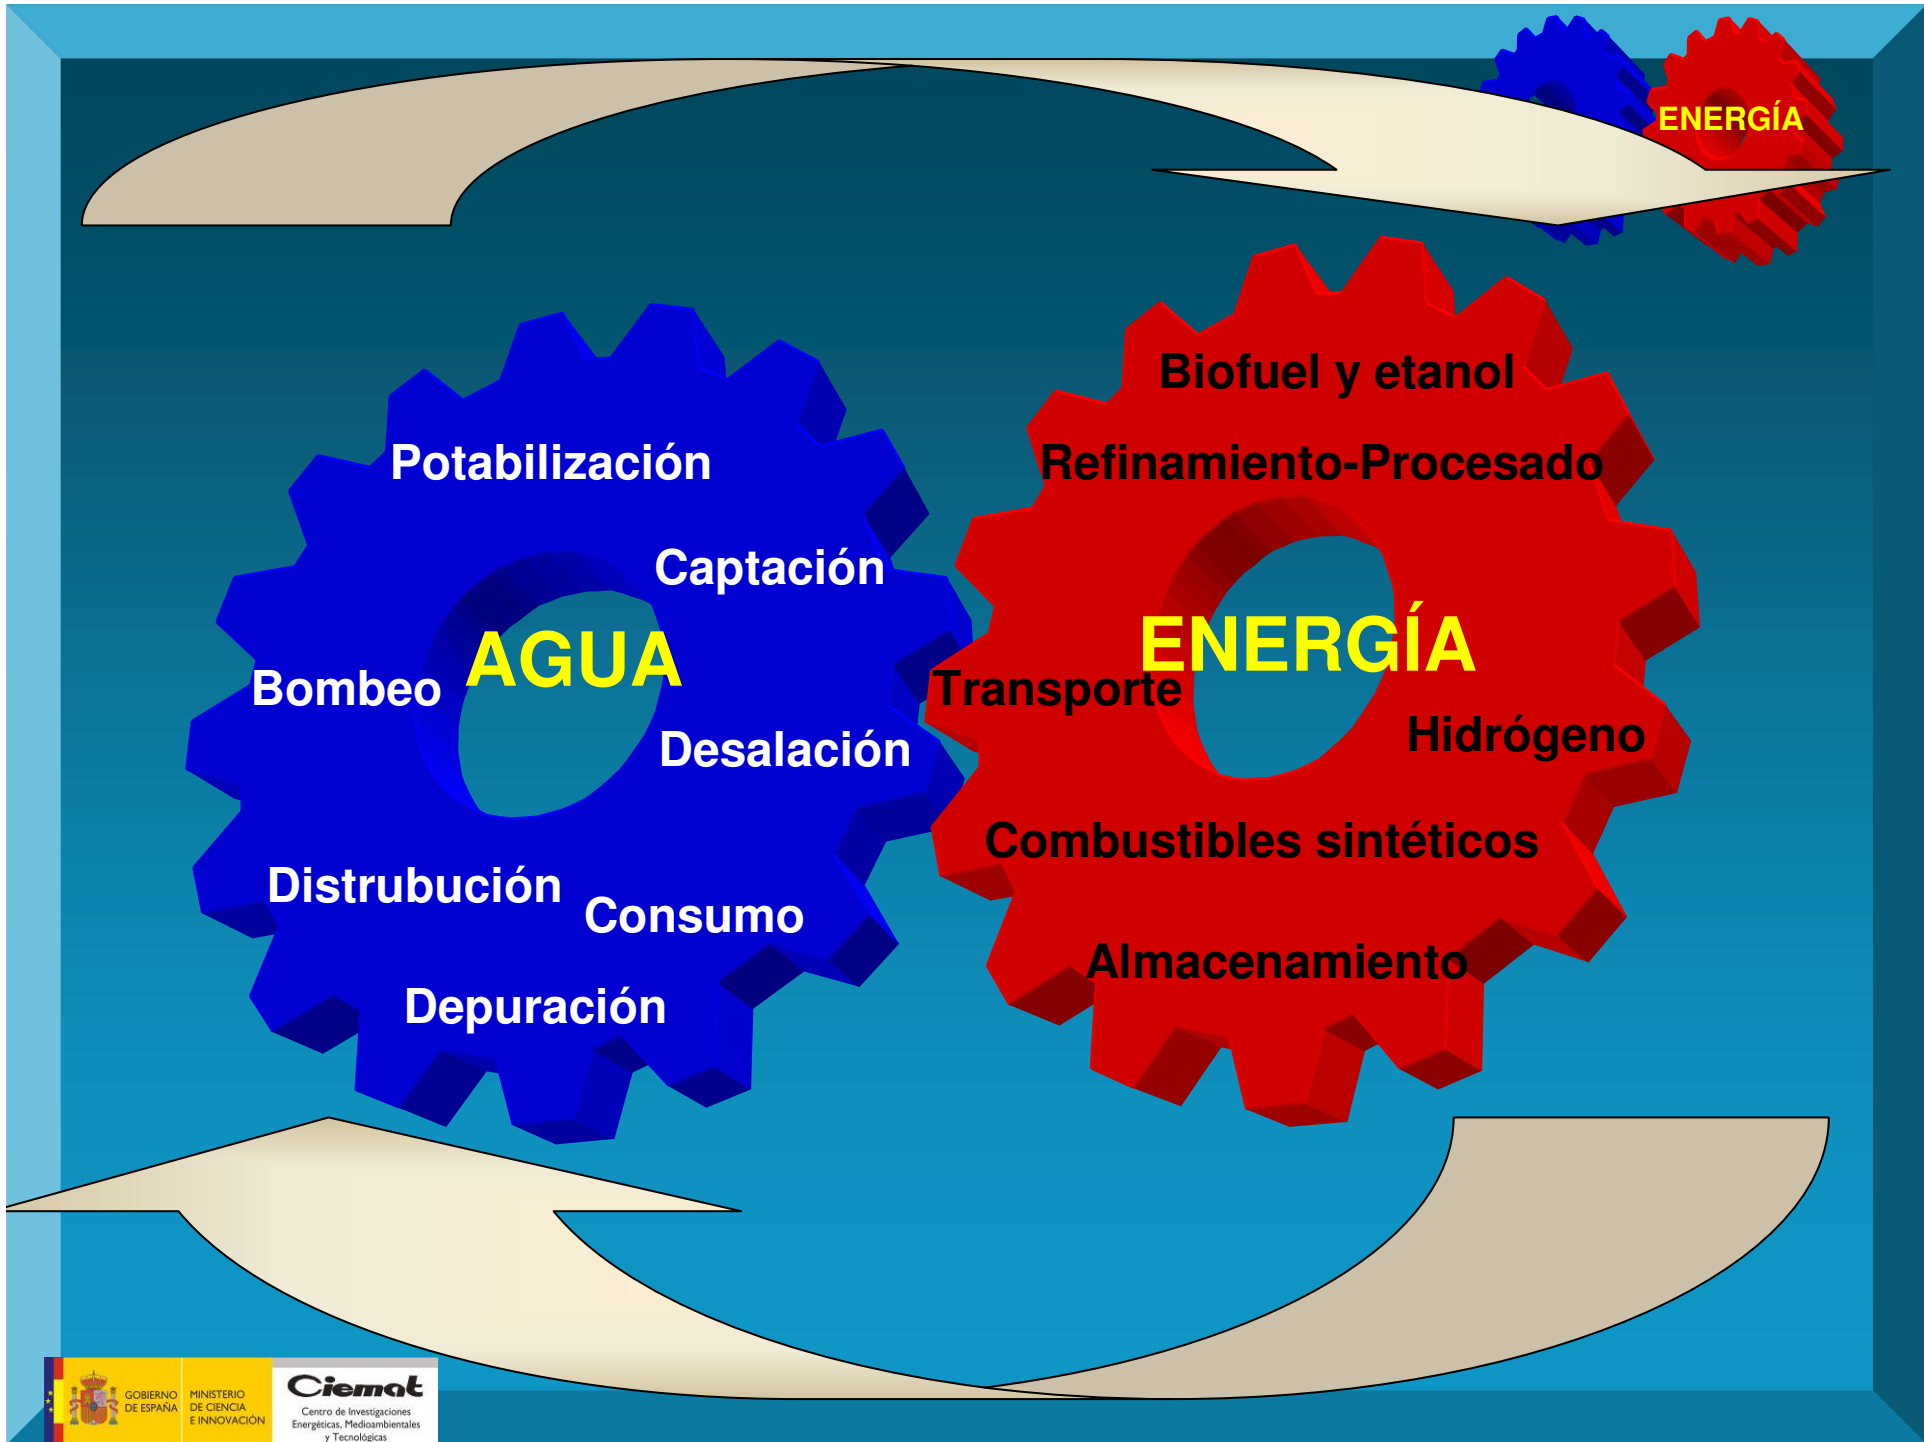 ENERGÍA
Biofuel y etanol
Potabilización
Refinamiento-Procesado
Captación
AGUA
ENERGÍA
Bombeo
Transporte
Desalación
Hidrógeno
Combustibles sintéticos
Distrubución
Consumo
Almacenamiento
Depuración
GOBIERNO
DE ESPAÑA
MINISTERIO
DE CIENCIA
E INNOVACIÓN
Ciemat
Centro de Investigaciones
Energéticas, Medioambientales
y Tecnológicas